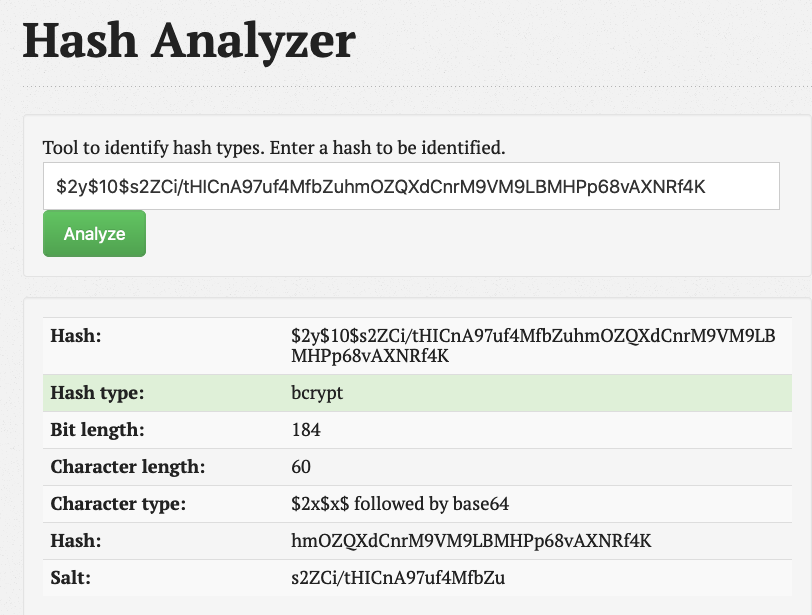 Hash Analyzer
Tool to identify hash types. Enter a hash to be identified.
$2y$10$s2ZCi/tHICnA97uf4MfbZuhmOZQXdCnrM9VM9LBMHPp68vAXNRf4K
Analyze
Hash: $2y$10$s2ZCi/tHICnA97uf4MfbZuhmOZQXdCnrM9VM9LB
MHPp68vAXNRf4K
Hash type: bcrypt
Bit length: 184
Character length: 60
Character type: $2x$x$ followed by base64
Hash: hmOZQXdCnrM9VM9LBMHPp68vAXNRf4K
Salt: s2ZCi/tHICnA97uf4MfbZu